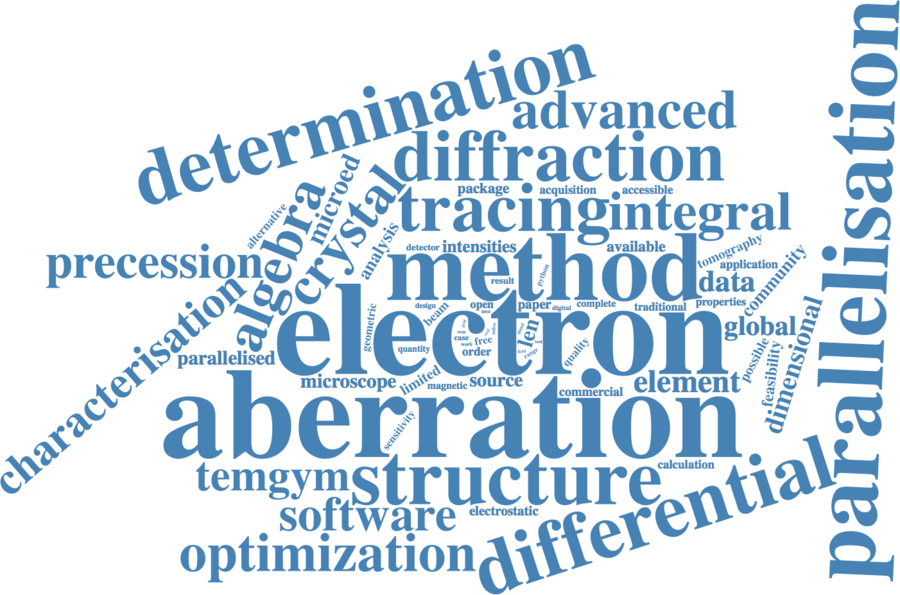 determination
advanced
diffraction
parallelisation
microed
package
acquisition
accessible
algebra
crystal
tracing
integral
alternative
analysis
detector
intensities
available
tomography
precession
method
application
result
python
data
community
characterisation
design
open
paper
digital
complete
traditional
properties
electron
geometric
beam
len
global
dimensional
case
free
work
order
quantity
quality
possible
feasibility
parallelised
microscope
limited
magnetic
source
commercial
element
aberration
sensitivity
temgym
structure
calculation
software
electrostatic
differential
optimization